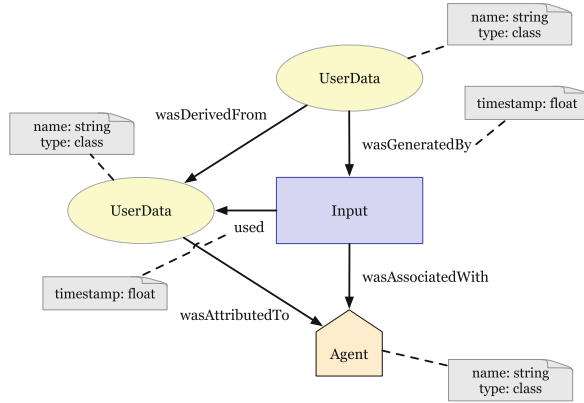 name: string
type: class
UserData
wasDerivedFrom
timestamp: float
name: string
type: class
wasGeneratedBy
UserData
Input
used
wasAssociatedWith
timestamp: float
wasAttributedTo
Agent
name: string
type: class